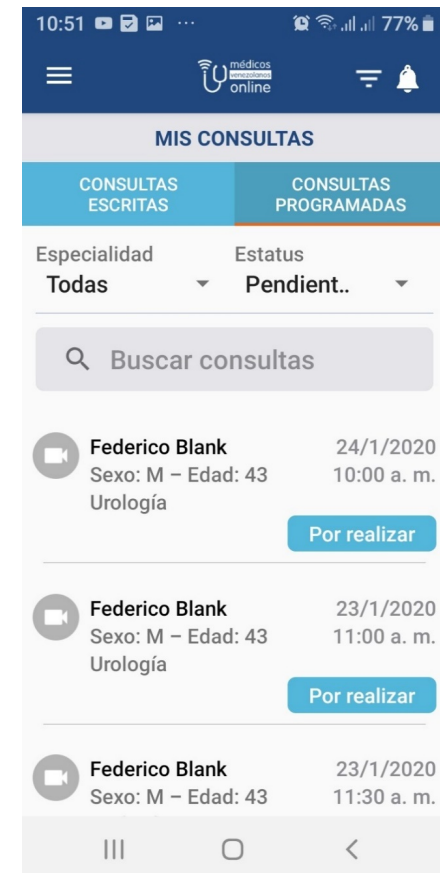 10:51
77%
médicos
venezolanos
online
MIS CONSULTAS
CONSULTAS
ESCRITAS
CONSULTAS
PROGRAMADAS
Especialidad
Todas
Estatus
Pendient..
Buscar consultas
Federico Blank
24/1/2020
Sexo: M – Edad: 43
10:00 a. m.
Urología
Por realizar
Federico Blank
23/1/2020
Sexo: M – Edad: 43
11:00 a. m.
Urología
Por realizar
Federico Blank
23/1/2020
Sexo: M – Edad: 43
11:30 a. m.